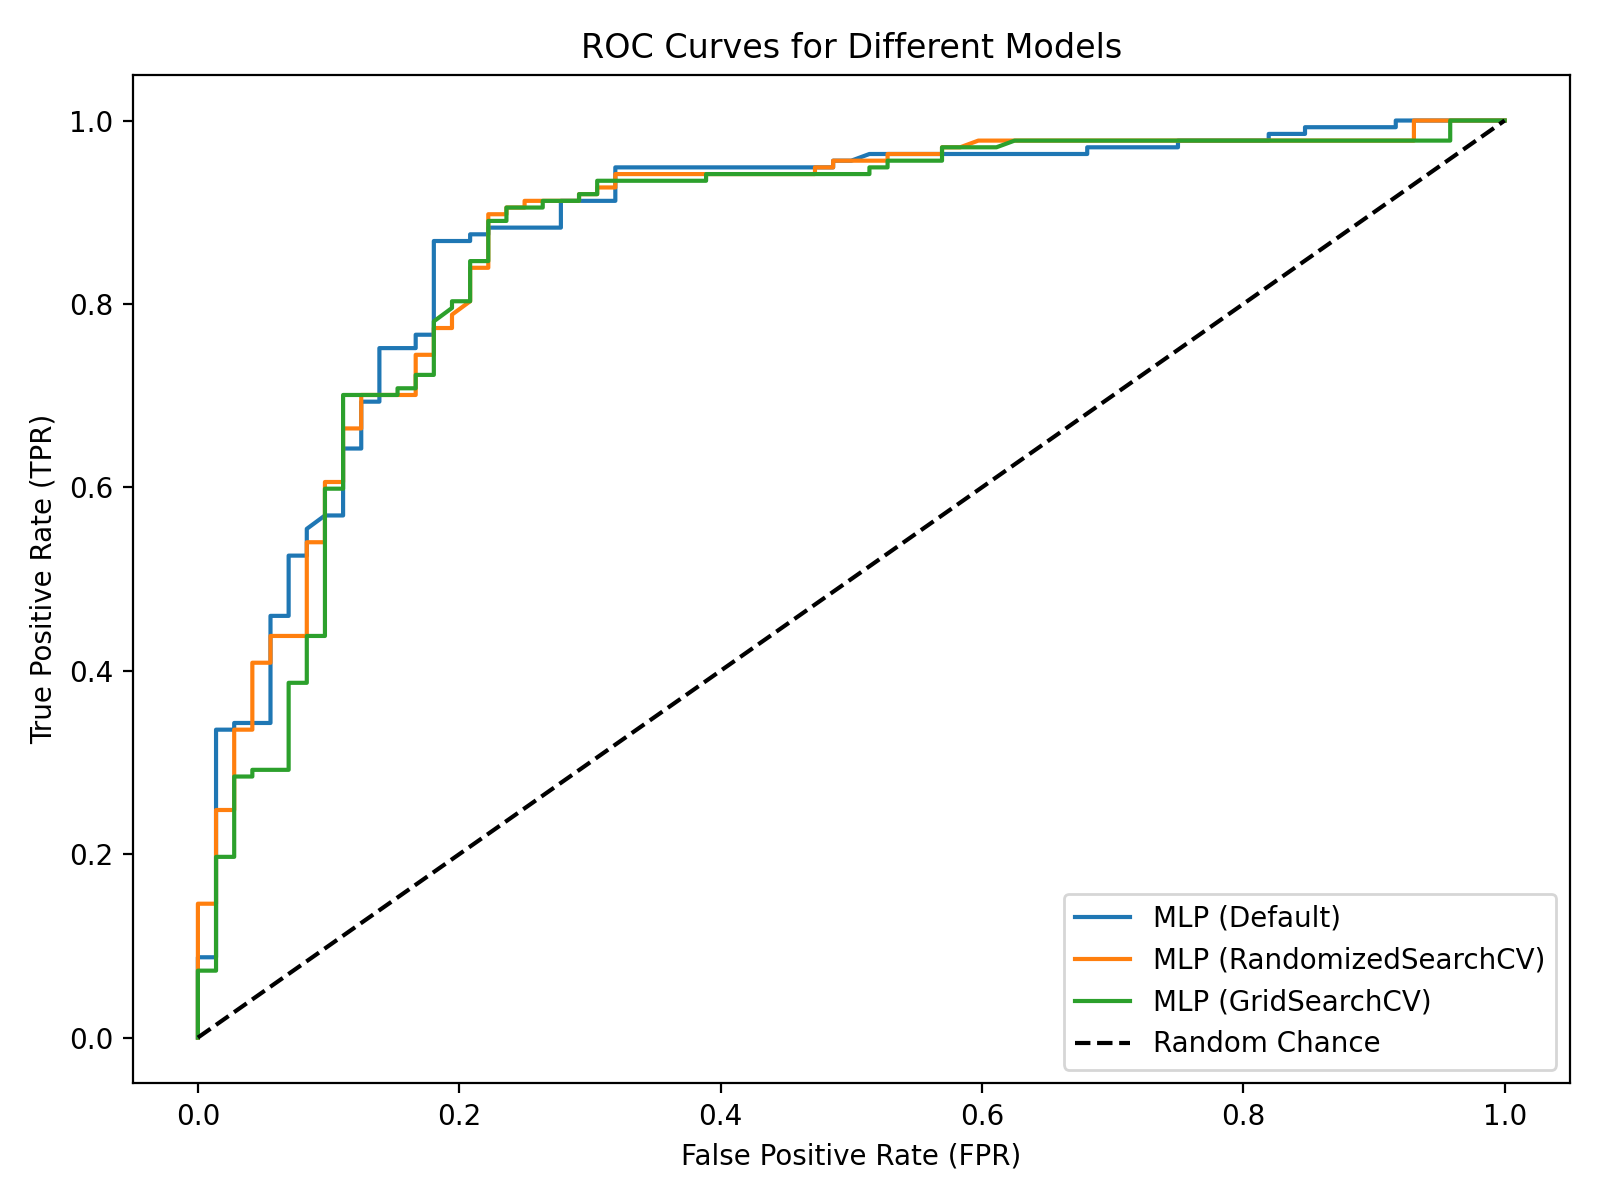 ROC Curves for Different Models
True Positive Rate (TPR)
1.0
0.8
0.6
0.4
0.2
0.0
0.0 0.2 0.4 0.6 0.8 1.0
False Positive Rate (FPR)
MLP (Default)
MLP (RandomizedSearchCV)
MLP (GridSearchCV)
Random Chance